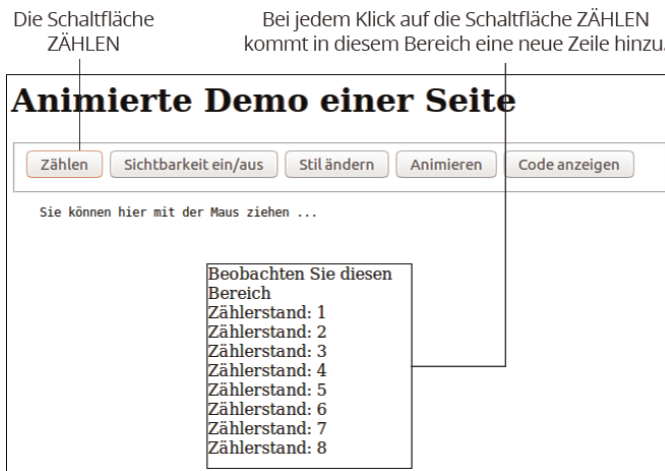 Die Schaltfläche
ZÄHLEN
Bei jedem Klick auf die Schaltfläche ZÄHLEN
kommt in diesem Bereich eine neue Zeile hinzu.
Animierte Demo einer Seite
Zählen Sichtbarkeit ein/aus Stil ändern Animieren Code anzeigen
Sie können hier mit der Maus ziehen ...
Beobachten Sie diesen
Bereich
Zählerstand: 1
Zählerstand: 2
Zählerstand: 3
Zählerstand: 4
Zählerstand: 5
Zählerstand: 6
Zählerstand: 7
Zählerstand: 8